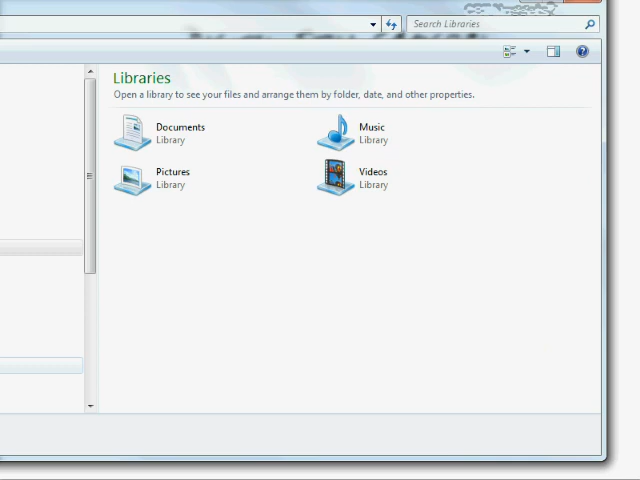 Search Libraries
Libraries
Open a library to see your files and arrange them by folder, date, and other properties.
Documents
Library
Music
Library
Pictures
Library
Videos
Library